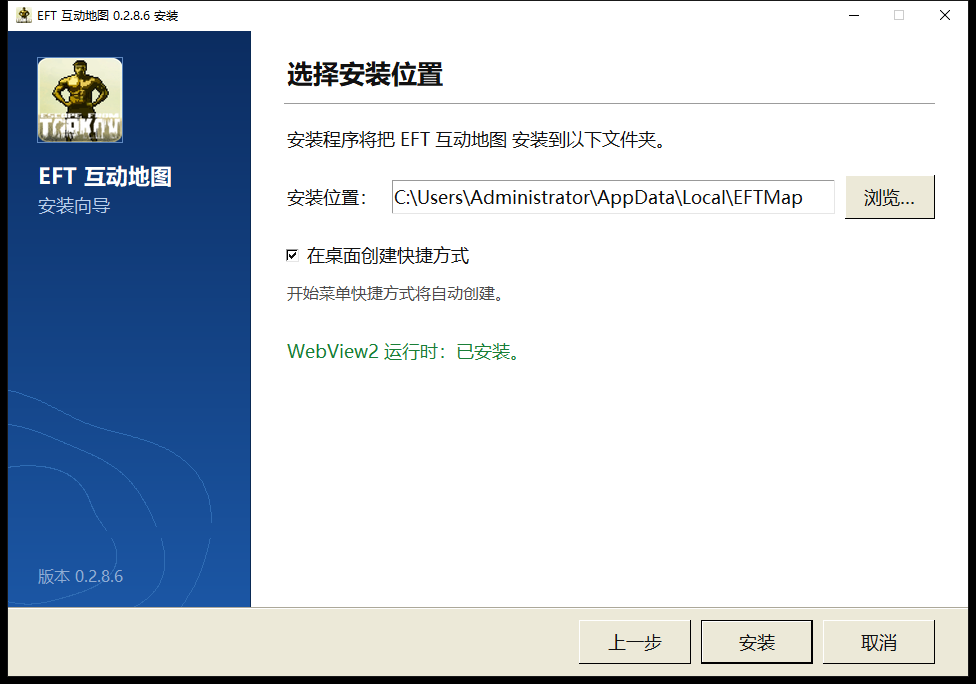 EFT 互动地图 0.2.8.6 安装
TARKOV
EFT 互动地图
安装向导
版本 0.2.8.6
选择安装位置
安装程序将把 EFT 互动地图 安装到以下文件夹。
安装位置： C:\Users\Administrator\AppData\Local\EFTMap 浏览...
在桌面创建快捷方式
开始菜单快捷方式将自动创建。
WebView2 运行时：已安装。
上一步 安装 取消